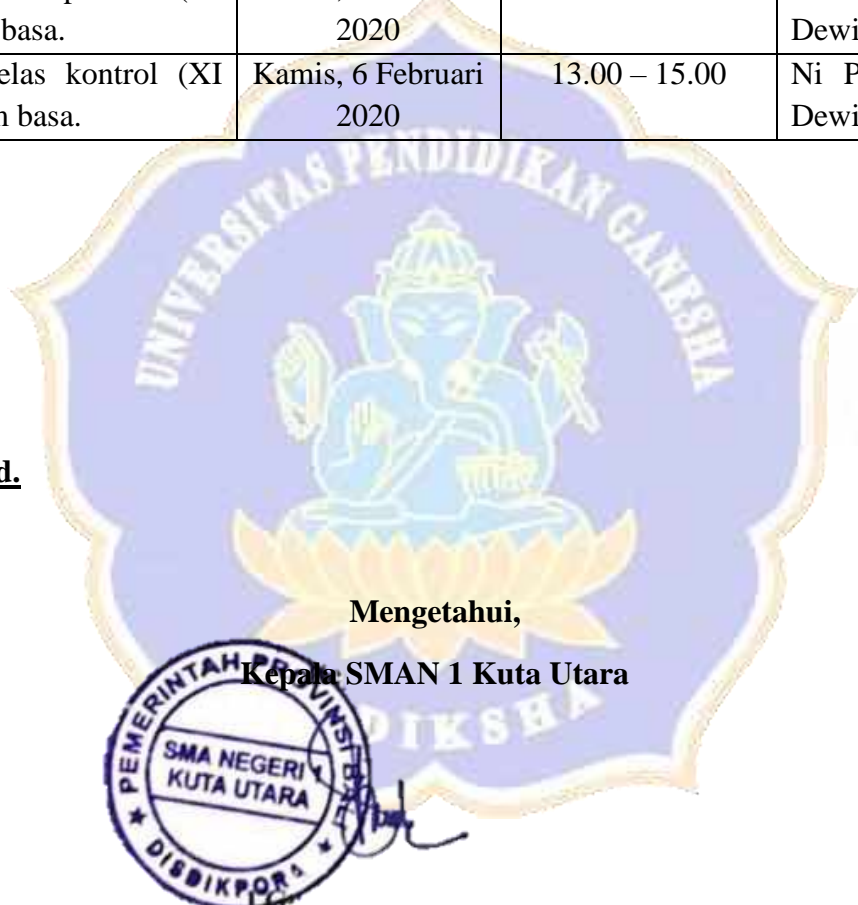 basa.
2020
Dewi
elas kontrol (XI
Kamis, 6 Februari
13.00 – 15.00
Ni P
basa.
2020
Dewi
UNIVERSITAS PENDIDIKAN GANESHA
d.
Mengetahui,
Kepala SMAN 1 Kuta Utara
DIKSHA
PEMERINTAH PROVINSI BALI
SMA NEGERI 1
KUTA UTARA
DISDIKPORA